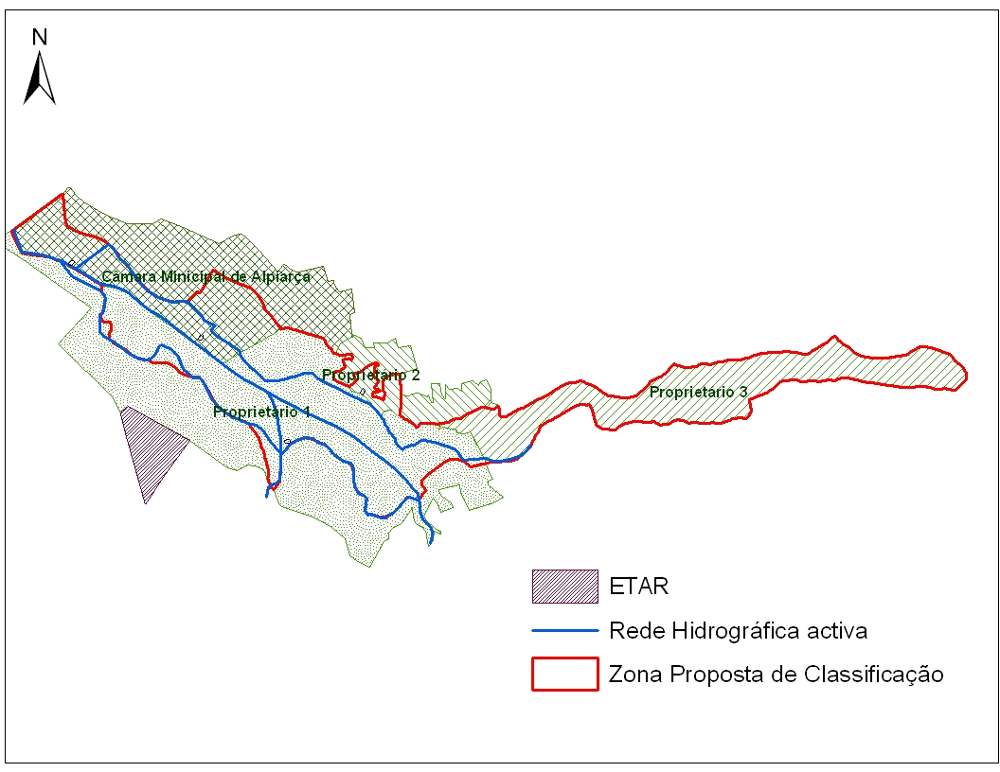 N
Câmara Minicipal de Alpiarça
Proprietário 2
Proprietário 3
Proprietário 1
ETAR
Rede Hidrográfica activa
Zona Proposta de Classificação